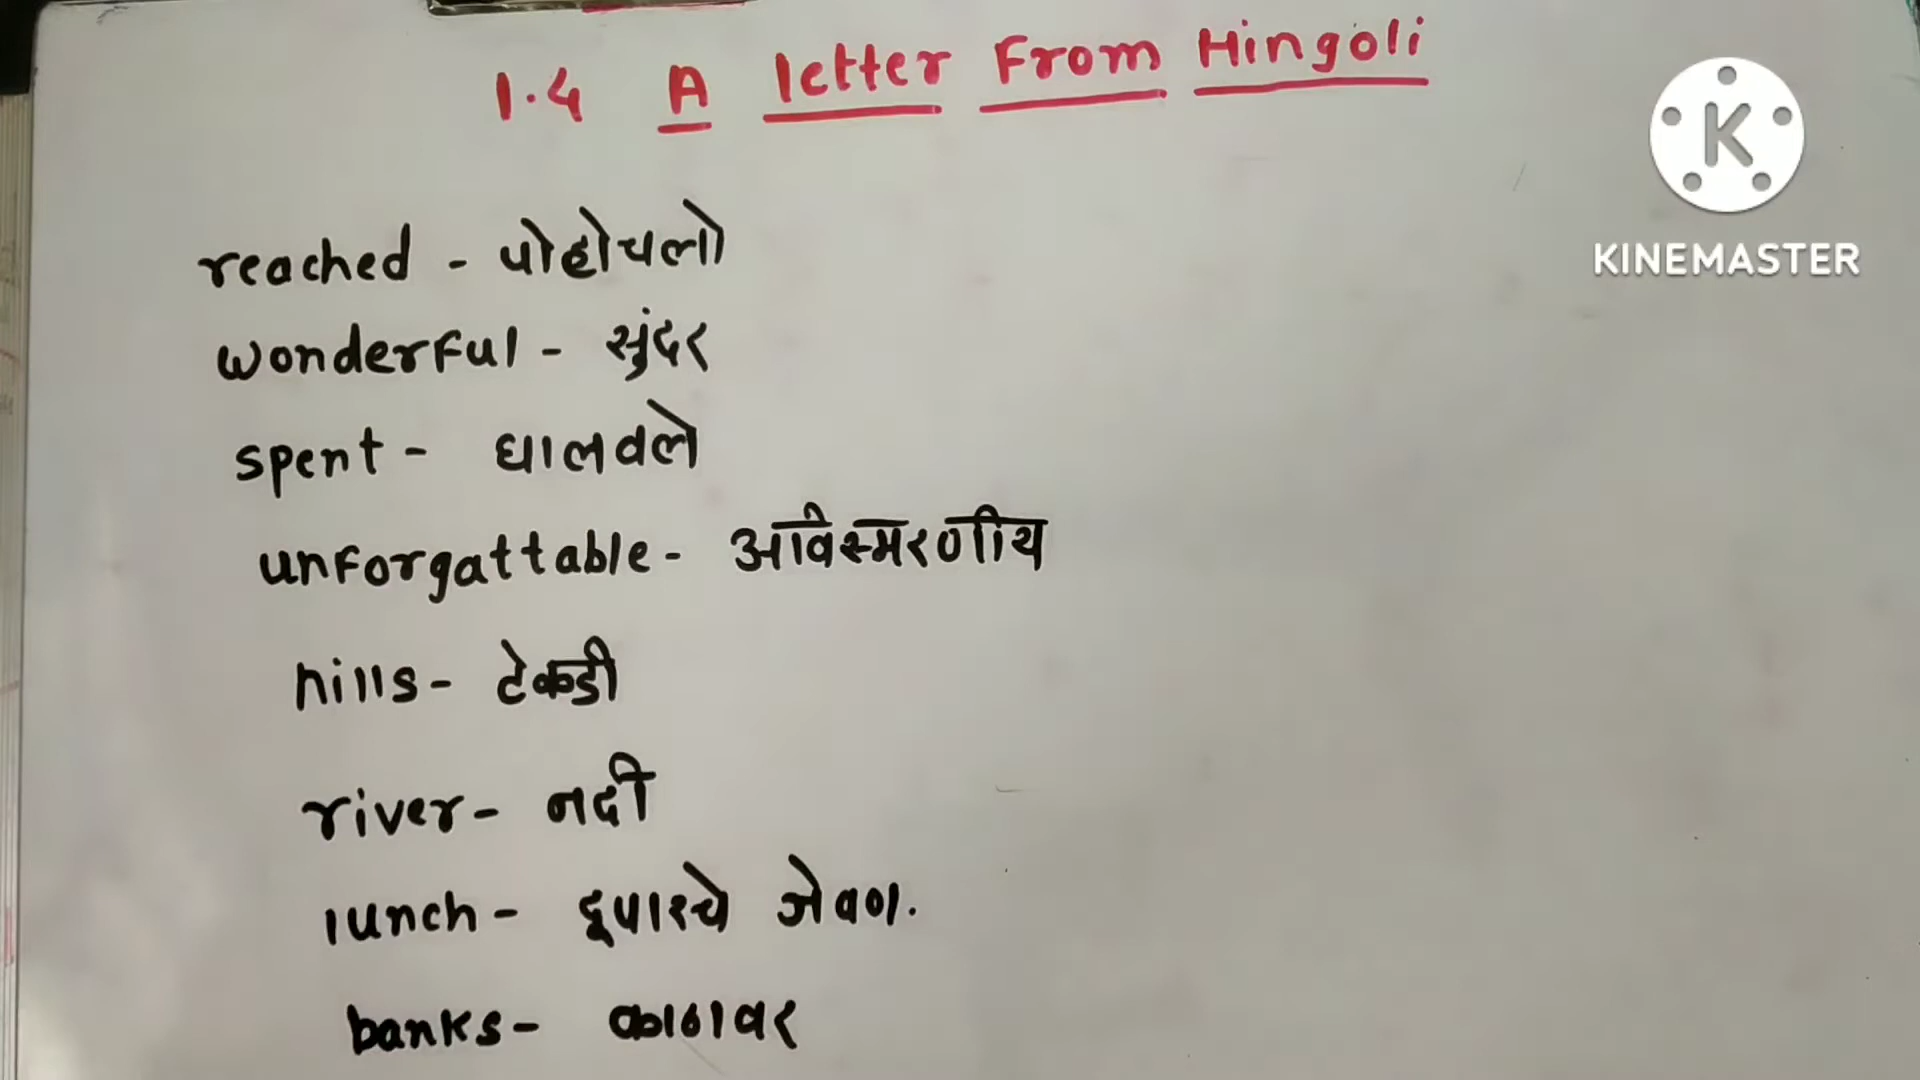 1.4 A letter From Hingoli
K
KINEMASTER
reached - पोहोचलो
wonderful - सुंदर
spent - घालवले
unforgattable - अविस्मरणीय
hills - टेकडी
river - नदी
lunch - दूपारचे जेवण.
banks - काठावर